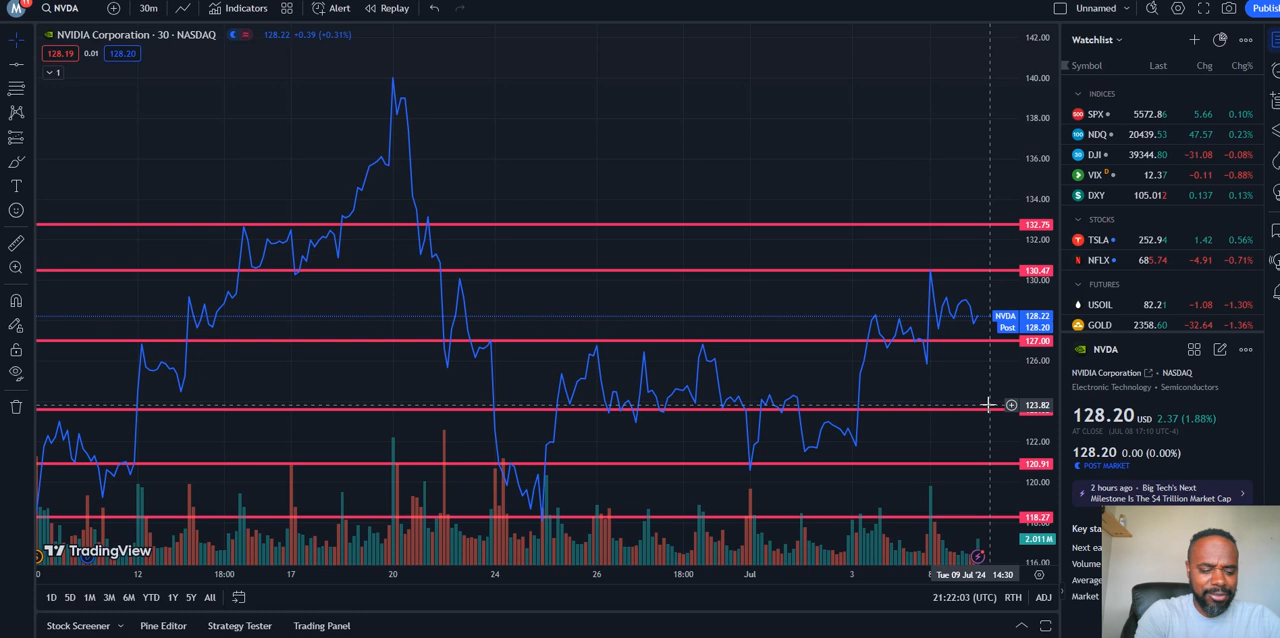 M 11 NVDA 30m Indicators Alert Replay Unnamed Publis
NVIDIA Corporation · 30 · NASDAQ 128.22 +0.39 (+0.31%)
128.19 0.01 128.20
1
142.00
140.00
138.00
136.00
134.00
132.75
132.00
130.47
130.00
NVDA 128.22
Post 128.20
127.00
126.00
123.82
122.00
120.91
120.00
118.27
2.011M
116.00
TradingView
12 18:00 17 20 24 26 18:00 Jul 3 8 Tue 09 Jul '24 14:30
1D 5D 1M 3M 6M YTD 1Y 5Y All 21:22:03 (UTC) RTH ADJ
Stock Screener Pine Editor Strategy Tester Trading Panel
Watchlist
Symbol Last Chg Chg%
INDICES
500 SPX 5572.86 5.66 0.10%
100 NDQ 20439.53 47.57 0.23%
30 DJI 39344.80 −31.08 −0.08%
VIX D 12.37 −0.11 −0.88%
$ DXY 105.012 0.137 0.13%
STOCKS
TSLA 252.94 1.42 0.56%
N NFLX 685.74 −4.91 −0.71%
FUTURES
USOIL 82.21 −1.08 −1.30%
GOLD 2358.60 −32.64 −1.36%
NVDA
NVIDIA Corporation NASDAQ
Electronic Technology • Semiconductors
128.20 USD 2.37 (1.88%)
AT CLOSE (JUL 08 17:10 UTC-4)
128.20 0.00 (0.00%)
POST MARKET
2 hours ago • Big Tech's Next
Milestone Is The $4 Trillion Market Cap
Key sta
Next ea
Volume
Average
Market